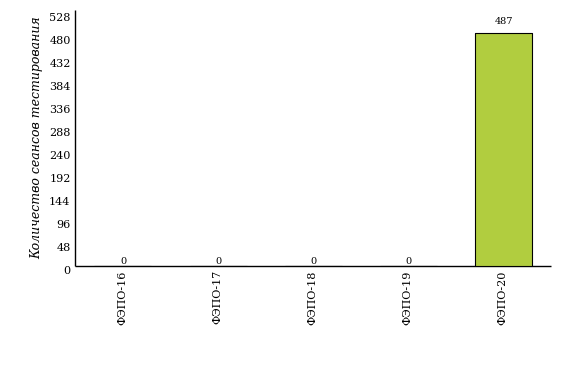 Количество сеансов тестирования
528
480
432
384
336
288
240
192
144
96
48
0
0
0
0
0
487
ФЭПО-16
ФЭПО-17
ФЭПО-18
ФЭПО-19
ФЭПО-20